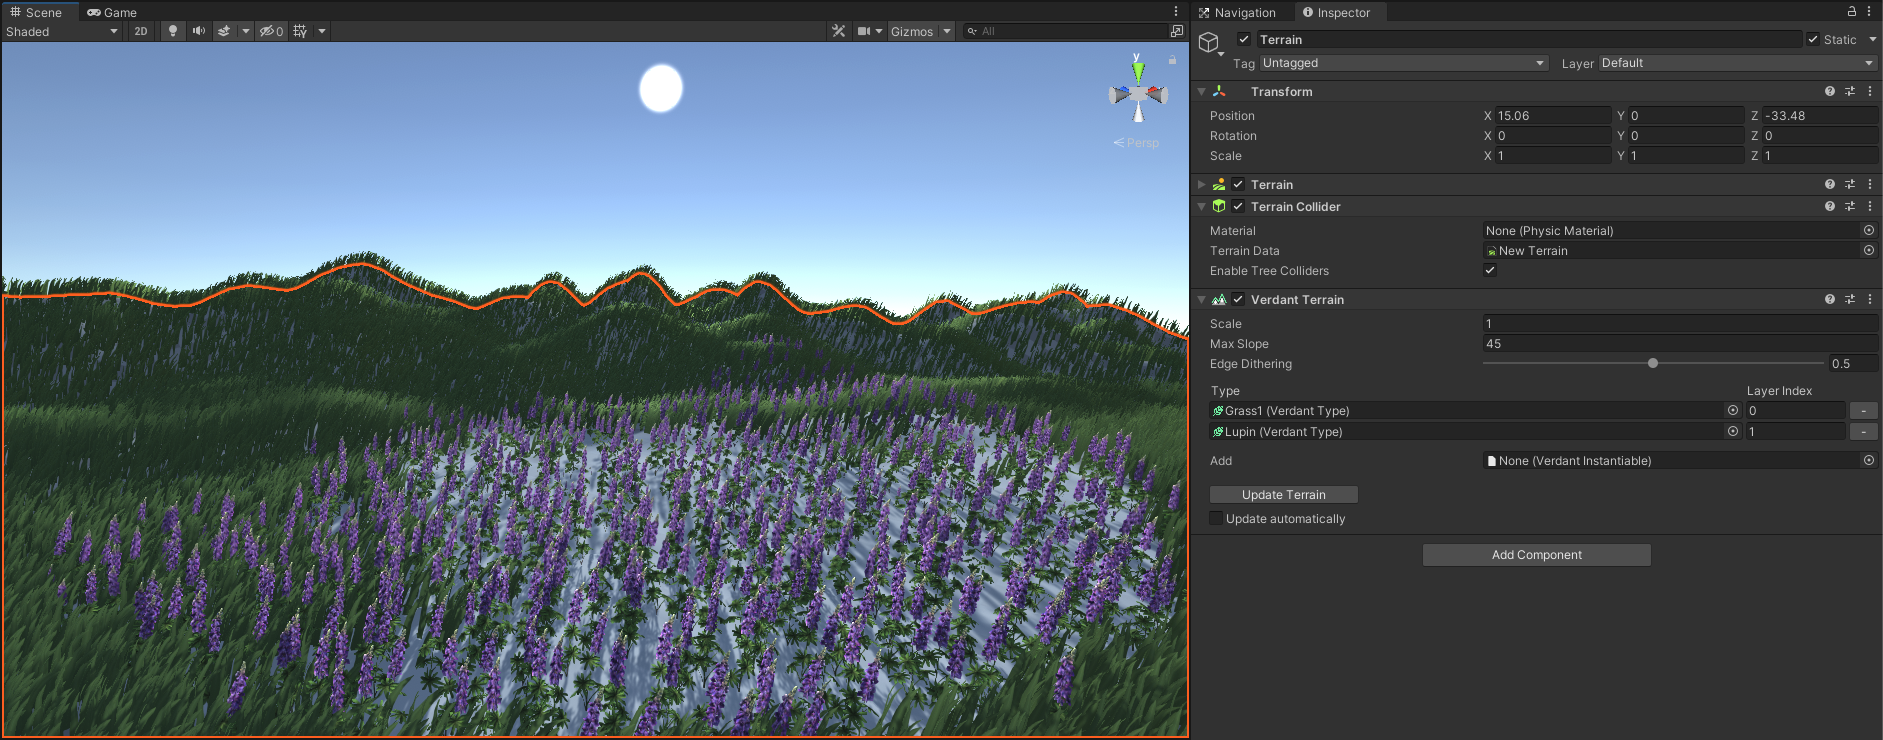 Scene Game
Shaded 2D 0 Gizmos All
y
Persp
Navigation Inspector
Terrain Static
Tag Untagged Layer Default
Transform
Position X 15.06 Y 0 Z -33.48
Rotation X 0 Y 0 Z 0
Scale X 1 Y 1 Z 1
Terrain
Terrain Collider
Material None (Physic Material)
Terrain Data New Terrain
Enable Tree Colliders
Verdant Terrain
Scale 1
Max Slope 45
Edge Dithering 0.5
Type Layer Index
Grass1 (Verdant Type) 0 -
Lupin (Verdant Type) 1 -
Add None (Verdant Instantiable)
Update Terrain
Update automatically
Add Component